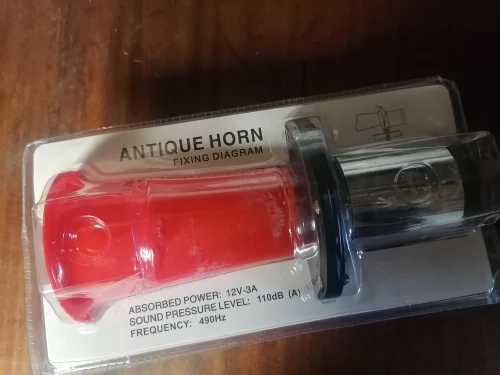 ANTIQUE HORN
FIXING DIAGRAM
ABSORBED POWER: 12V-3A
SOUND PRESSURE LEVEL: 110dB (A)
FREQUENCY: 490Hz